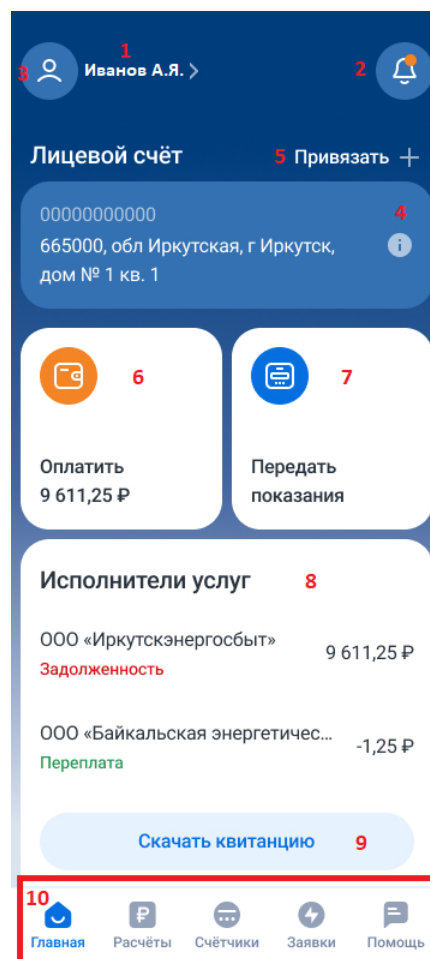 1
3 Иванов А.Я. 2
Лицевой счёт 5 Привязать
00000000000 4
665000, обл Иркутская, г Иркутск,
дом № 1 кв. 1
6 7
Оплатить
9 611,25 ₽
Передать
показания
Исполнители услуг 8
ООО «Иркутскэнергосбыт» 9 611,25 ₽
Задолженность
ООО «Байкальская энергетичес... -1,25 ₽
Переплата
Скачать квитанцию 9
10
Главная Расчёты Счётчики Заявки Помощь